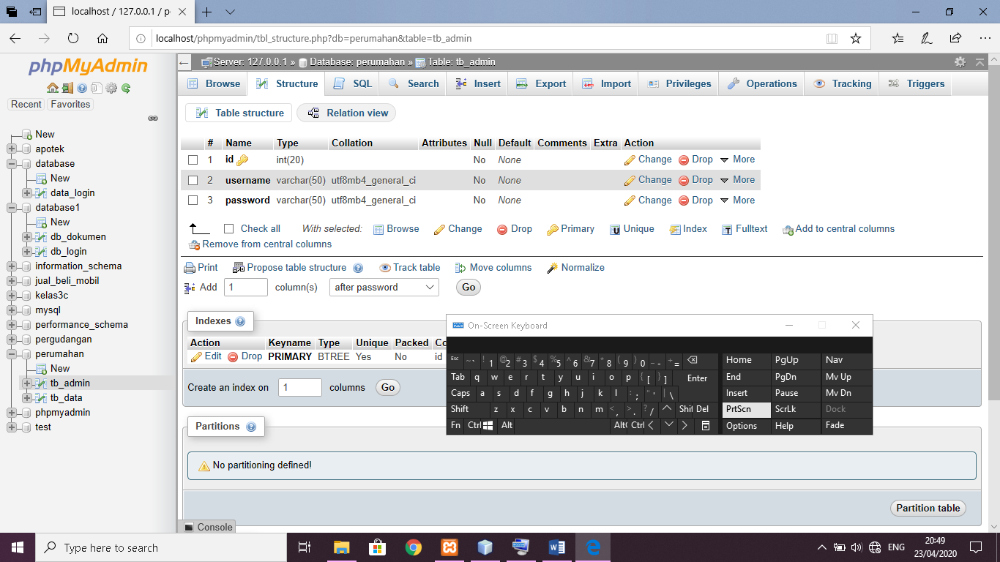 localhost / 127.0.0.1 / p
localhost/phpmyadmin/tbl_structure.php?db=perumahan&table=tb_admin
phpMyAdmin
Recent Favorites
New
apotek
database
New
data_login
database1
New
db_dokumen
db_login
information_schema
jual_beli_mobil
kelas3c
mysql
performance_schema
pergudangan
perumahan
New
tb_admin
tb_data
phpmyadmin
test
Server: 127.0.0.1 » Database: perumahan » Table: tb_admin
Browse Structure SQL Search Insert Export Import Privileges Operations Tracking Triggers
Table structure Relation view
# Name Type Collation Attributes Null Default Comments Extra Action
1 id int(20) No None Change Drop More
2 username varchar(50) utf8mb4_general_ci No None Change Drop More
3 password varchar(50) utf8mb4_general_ci No None Change Drop More
Check all With selected: Browse Change Drop Primary Unique Index Fulltext Add to central columns
Remove from central columns
Print Propose table structure Track table Move columns Normalize
Add 1 column(s) after password Go
Indexes
Action Keyname Type Unique Packed Co
Edit Drop PRIMARY BTREE Yes No id
Create an index on 1 columns Go
Partitions
No partitioning defined!
Partition table
Console
On-Screen Keyboard
Esc ~ ` ! 1 @ 2 # 3 $ 4 % 5 ^ 6 & 7 * 8 ( 9 ) 0 _ - + = Home PgUp Nav
Tab q w e r t y u i o p { [ } ] Enter End PgDn Mv Up
Caps a s d f g h j k l : ; " ' | \ Insert Pause Mv Dn
Shift z x c v b n m < , > . ? / Shif Del PrtScn ScrLk Dock
Fn Ctrl Alt Alt Ctrl Options Help Fade
Type here to search
ENG
20:49
23/04/2020